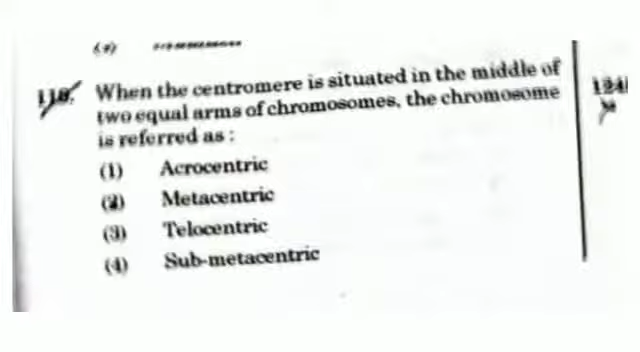 When the centromere is situated in the middle of
two equal arms of chromosomes, the chromosome
is referred as :
(1) Acrocentric
(2) Metacentric
(3) Telocentric
(4) Sub-metacentric